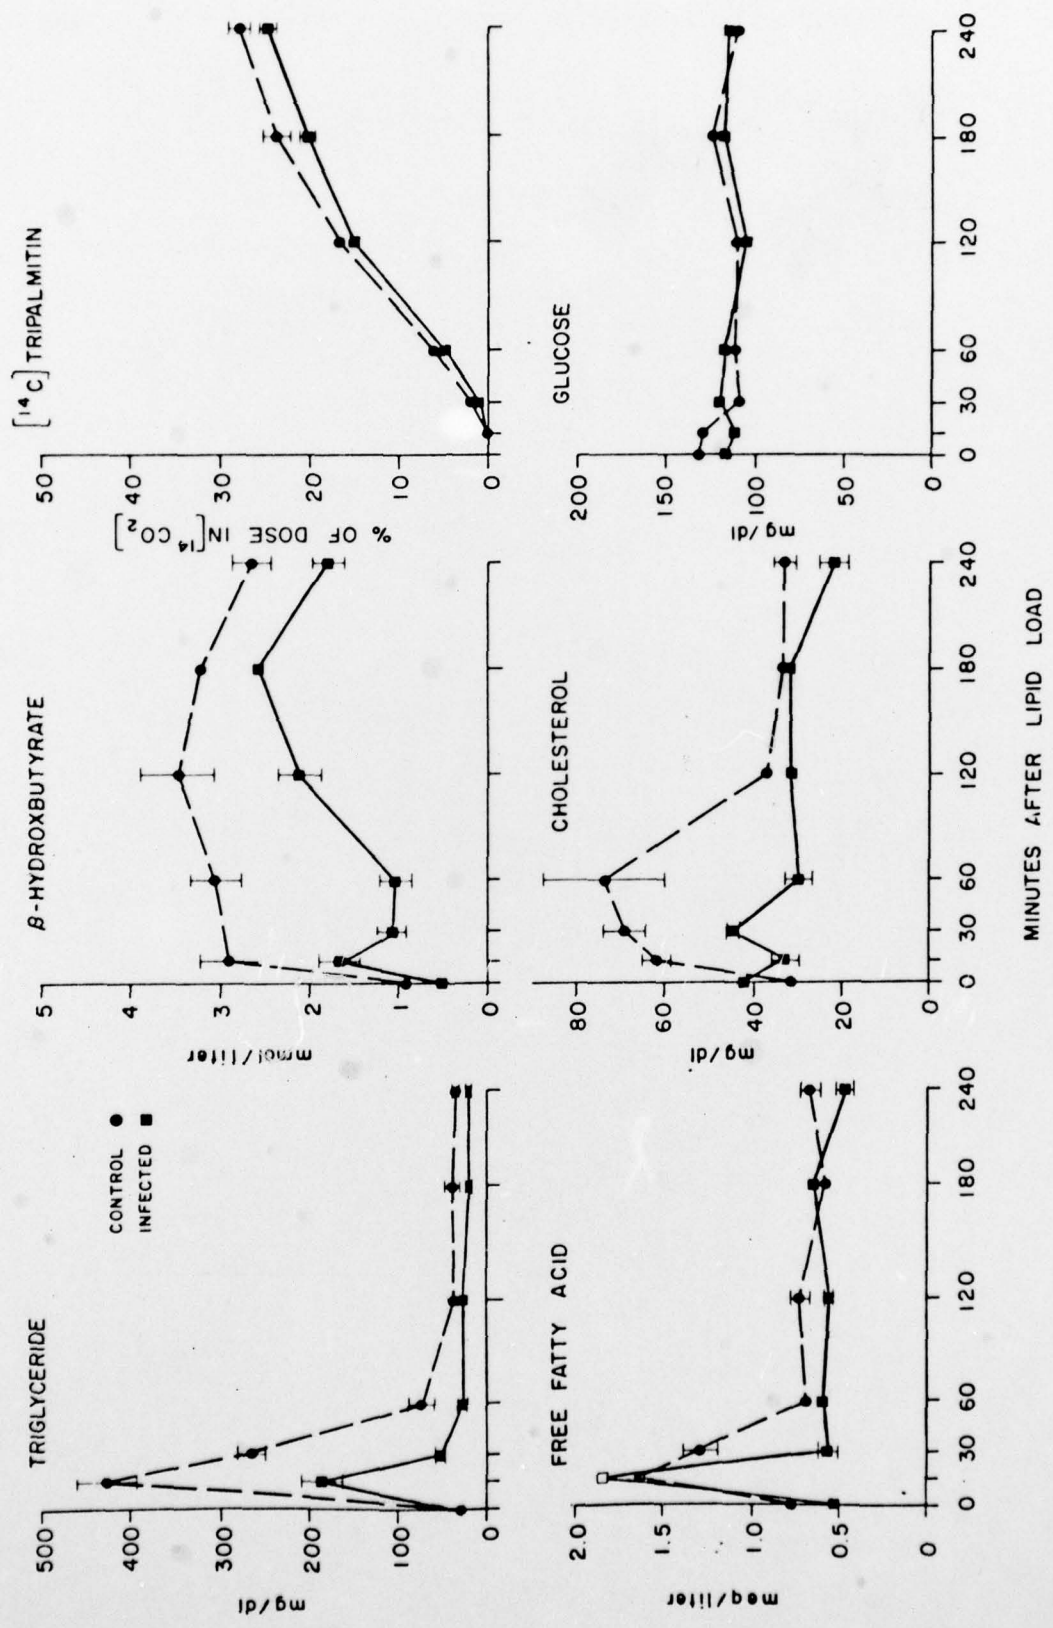 TRIGLYCERIDE
500
400
300
200
100
0
mg/dl
CONTROL ●
INFECTED ■
β-HYDROXBUTYRATE
5
4
3
2
1
0
mmol/liter
[¹⁴C] TRIPALMITIN
50
40
30
20
10
0
% OF DOSE IN [¹⁴CO₂]
FREE FATTY ACID
2.0
1.5
1.0
0.5
0
meq/liter
0 30 60 120 180 240
CHOLESTEROL
80
60
40
20
0
mg/dl
0 30 60 120 180 240
GLUCOSE
200
150
100
50
0
mg/dl
0 30 60 120 180 240
MINUTES AFTER LIPID LOAD